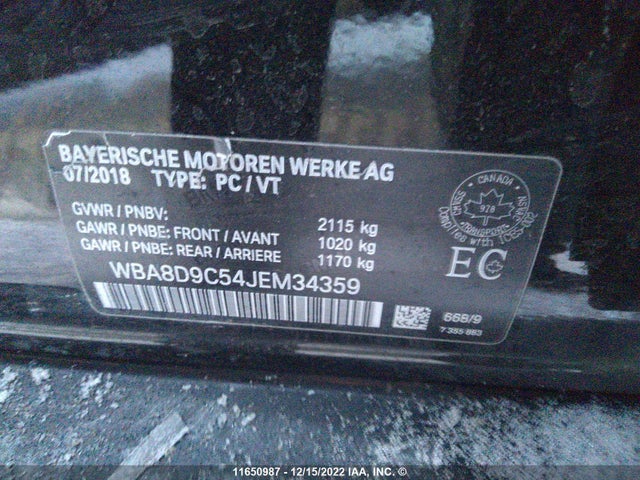 BAYERISCHE MOTOREN WERKE AG
07/2018 TYPE: PC / VT
GVWR / PNBV: 2115 kg
GAWR / PNBE: FRONT / AVANT 1020 kg
GAWR / PNBE: REAR / ARRIERE 1170 kg
WBA8D9C54JEM34359
CANADA
978
TRANSPORT
EC
668/9
7 385 883
11650987 - 12/15/2022 IAA, INC. ©